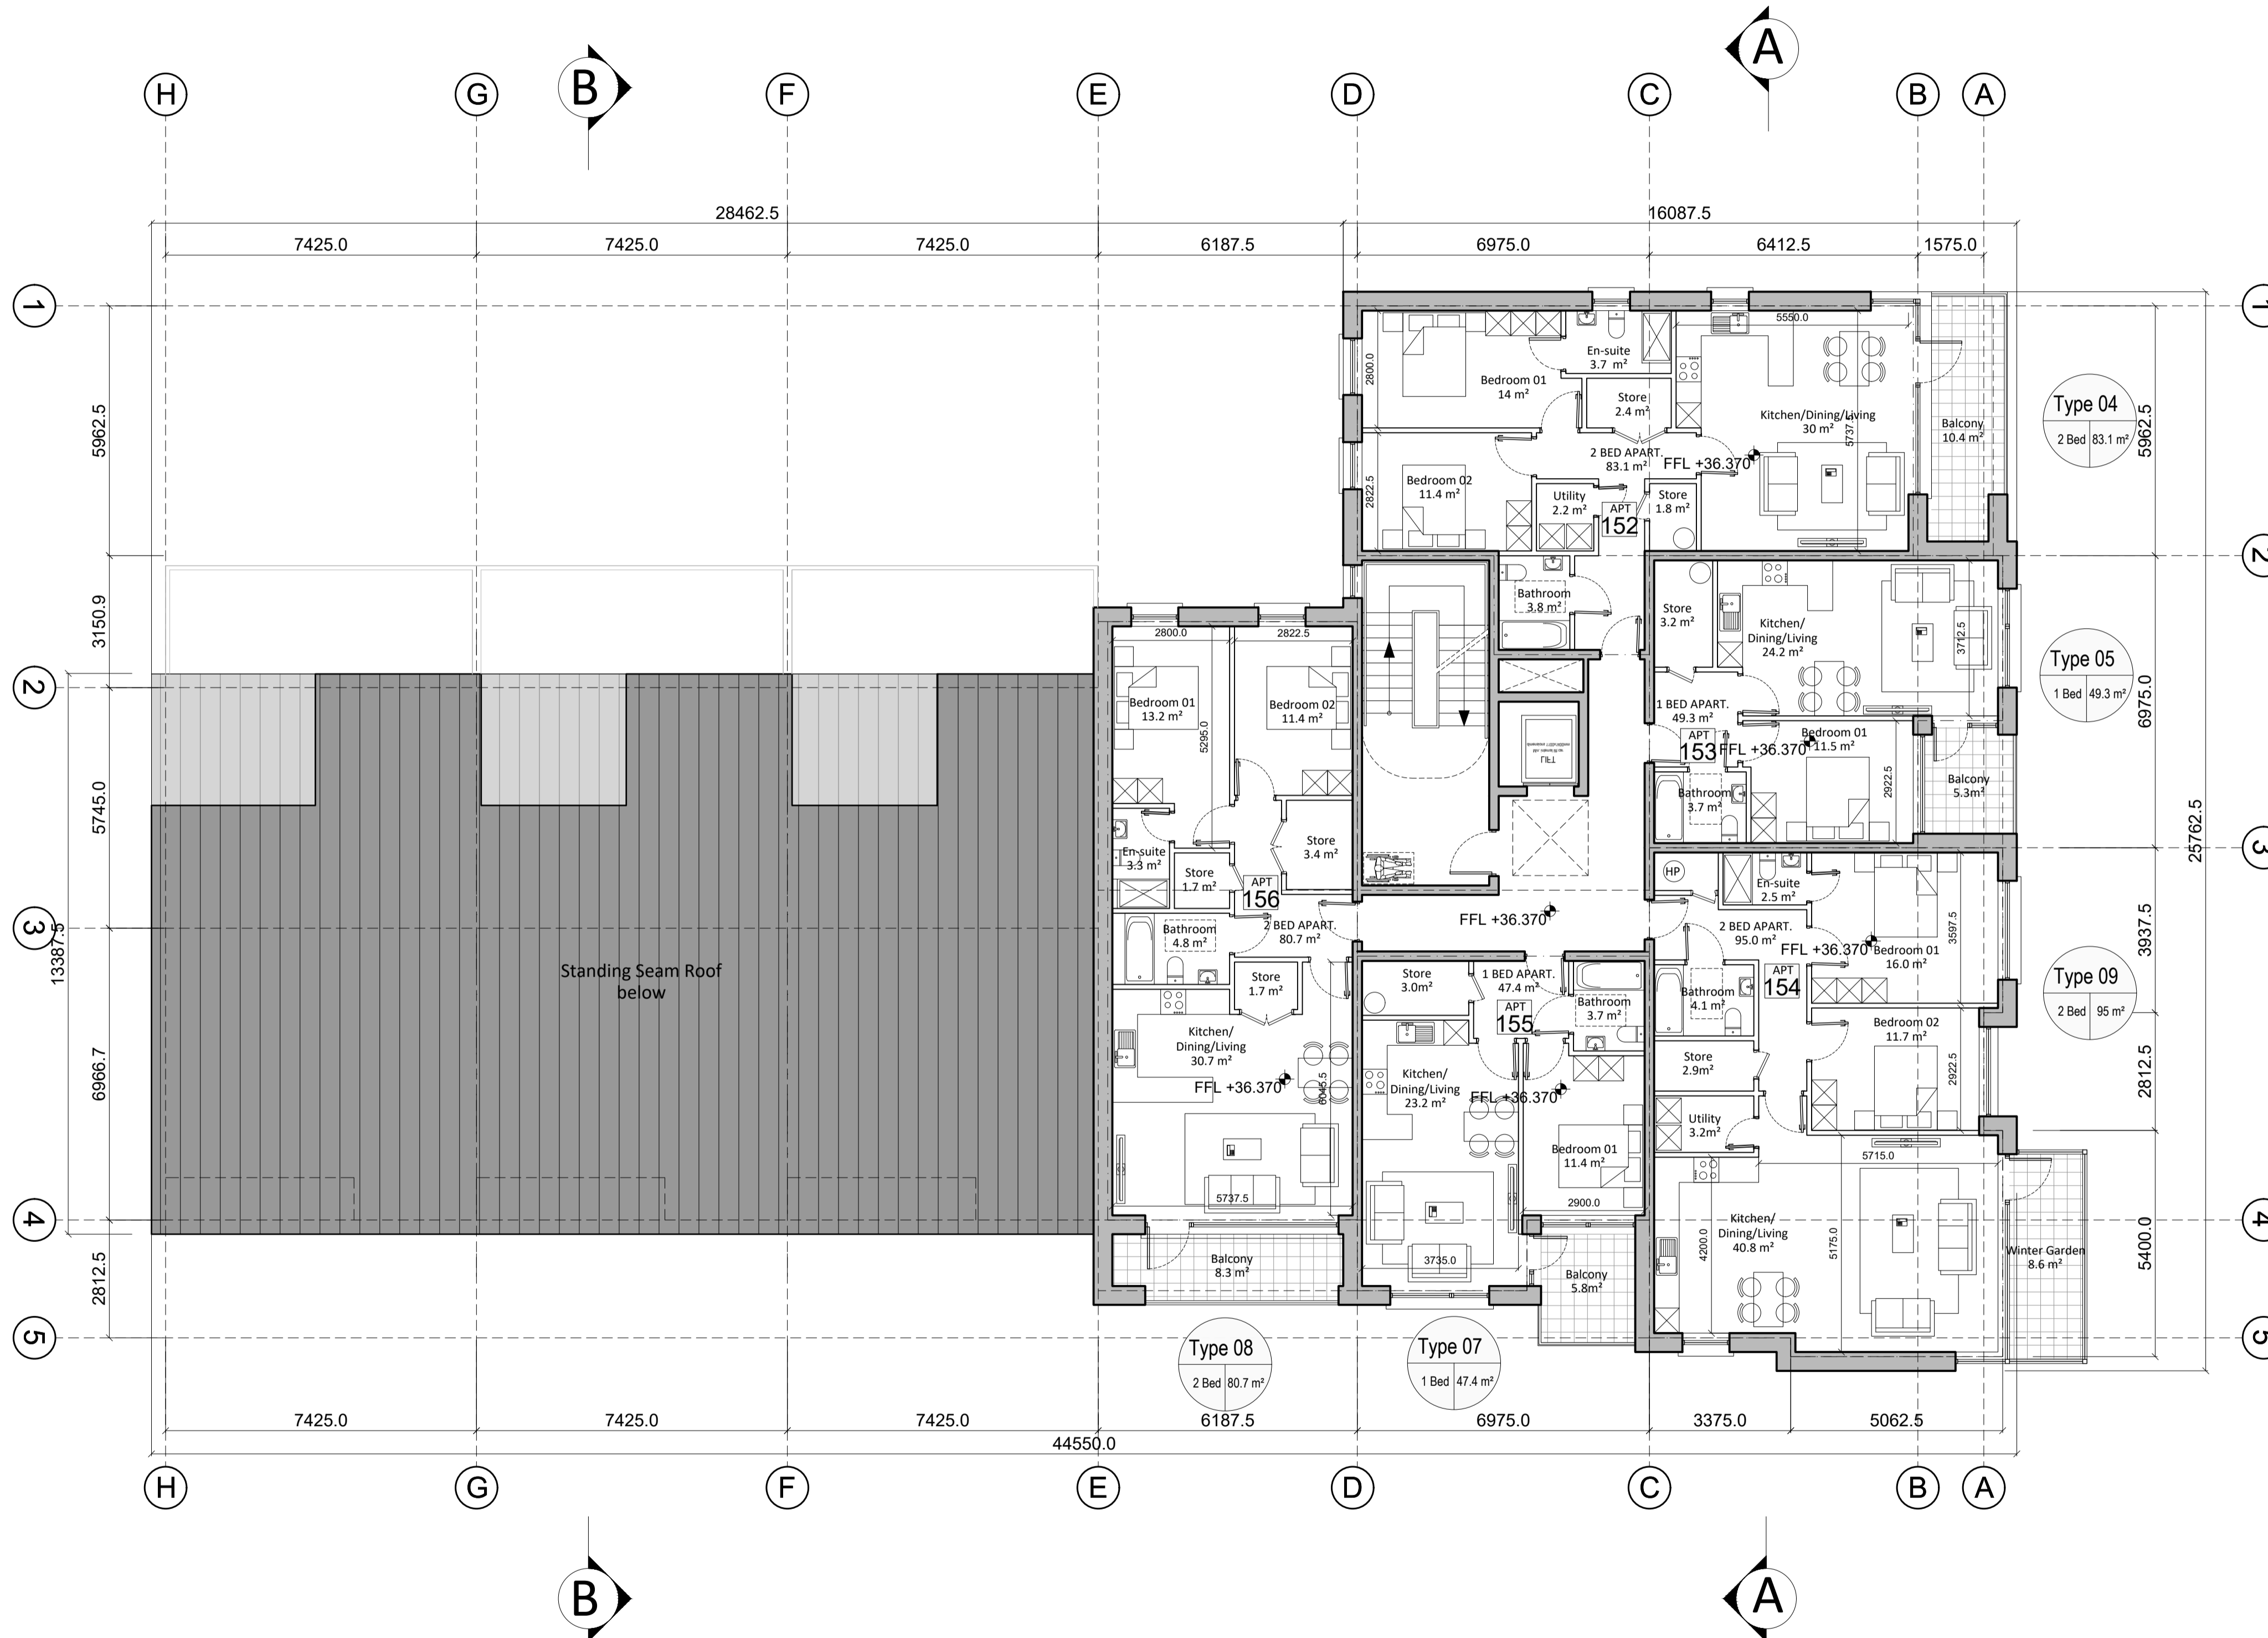 A
B
H
G
F
E
D
C
B
A
28462.5
16087.5
7425.0
7425.0
7425.0
6187.5
6975.0
6412.5
1575.0
1
1
5962.5
3150.9
2
5745.0
3
13387.5
6966.7
4
2812.5
5
5962.5
2
6975.0
3
25762.5
3937.5
2812.5
4
5400.0
5
Type 04
2 Bed
83.1 m²
Type 05
1 Bed
49.3 m²
Type 09
2 Bed
95 m²
Type 08
2 Bed
80.7 m²
Type 07
1 Bed
47.4 m²
Standing Seam Roof
below
2800.0
Bedroom 01
14 m²
En-suite
3.7 m²
Store
2.4 m²
5550.0
Kitchen/Dining/Living
30 m²
5737.5
Balcony
10.4 m²
2822.5
Bedroom 02
11.4 m²
2 BED APART.
83.1 m²
FFL +36.370
Utility
2.2 m²
APT
152
Store
1.8 m²
Bathroom
3.8 m²
Store
3.2 m²
Kitchen/
Dining/Living
24.2 m²
3712.5
1 BED APART.
49.3 m²
APT
153
FFL +36.370
Bedroom 01
11.5 m²
2922.5
Bathroom
3.7 m²
Balcony
5.3m²
LIFT
2800.0
2822.5
Bedroom 01
13.2 m²
Bedroom 02
11.4 m²
5295.0
En-suite
3.3 m²
Store
1.7 m²
Store
3.4 m²
APT
156
2 BED APART.
80.7 m²
Bathroom
4.8 m²
Store
1.7 m²
Kitchen/
Dining/Living
30.7 m²
FFL +36.370
6045.5
5737.5
Balcony
8.3 m²
FFL +36.370
Store
3.0m²
1 BED APART.
47.4 m²
APT
155
Bathroom
3.7 m²
Kitchen/
Dining/Living
23.2 m²
FFL +36.370
Bedroom 01
11.4 m²
2900.0
3735.0
Balcony
5.8m²
HP
En-suite
2.5 m²
2 BED APART.
95.0 m²
FFL +36.370
Bedroom 01
16.0 m²
3597.5
APT
154
Bathroom
4.1 m²
Bedroom 02
11.7 m²
2922.5
Store
2.9m²
Utility
3.2m²
5715.0
Kitchen/
Dining/Living
40.8 m²
4200.0
5175.0
Winter Garden
8.6 m²
7425.0
7425.0
7425.0
6187.5
6975.0
3375.0
5062.5
44550.0
H
G
F
E
D
C
B
A
B
A